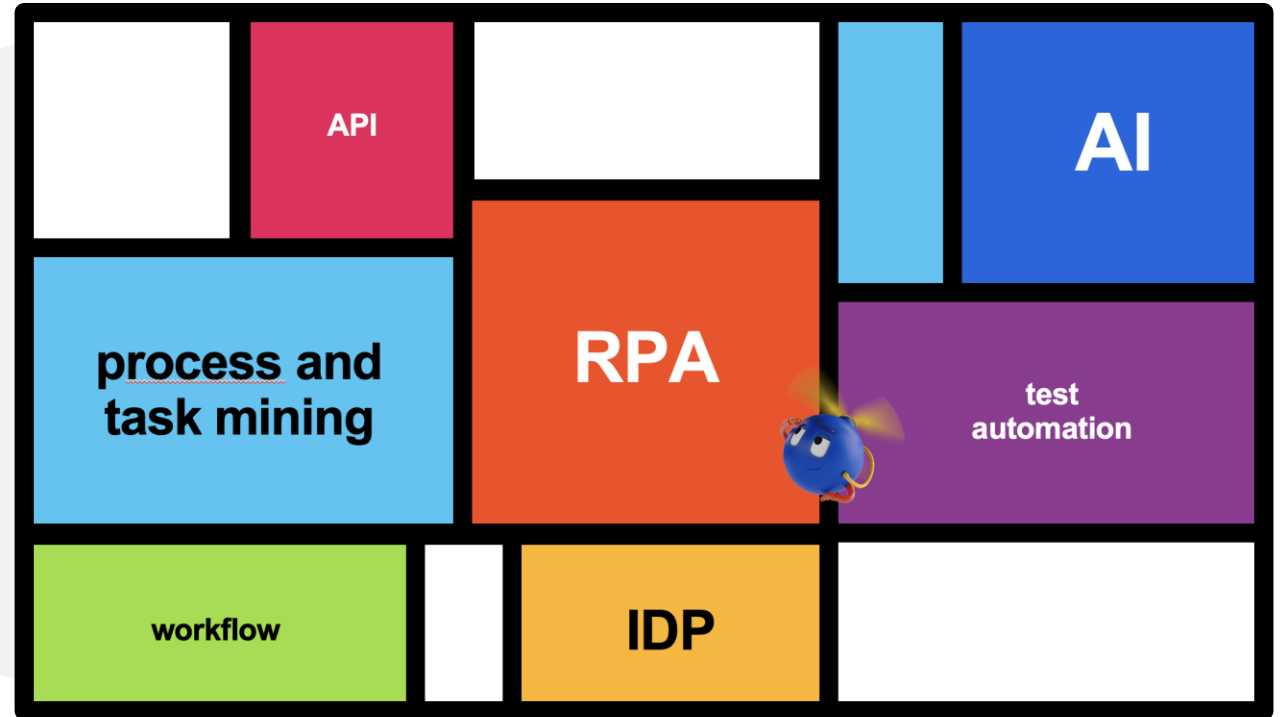 API
AI
RPA
process and
task mining
test
automation
workflow
IDP